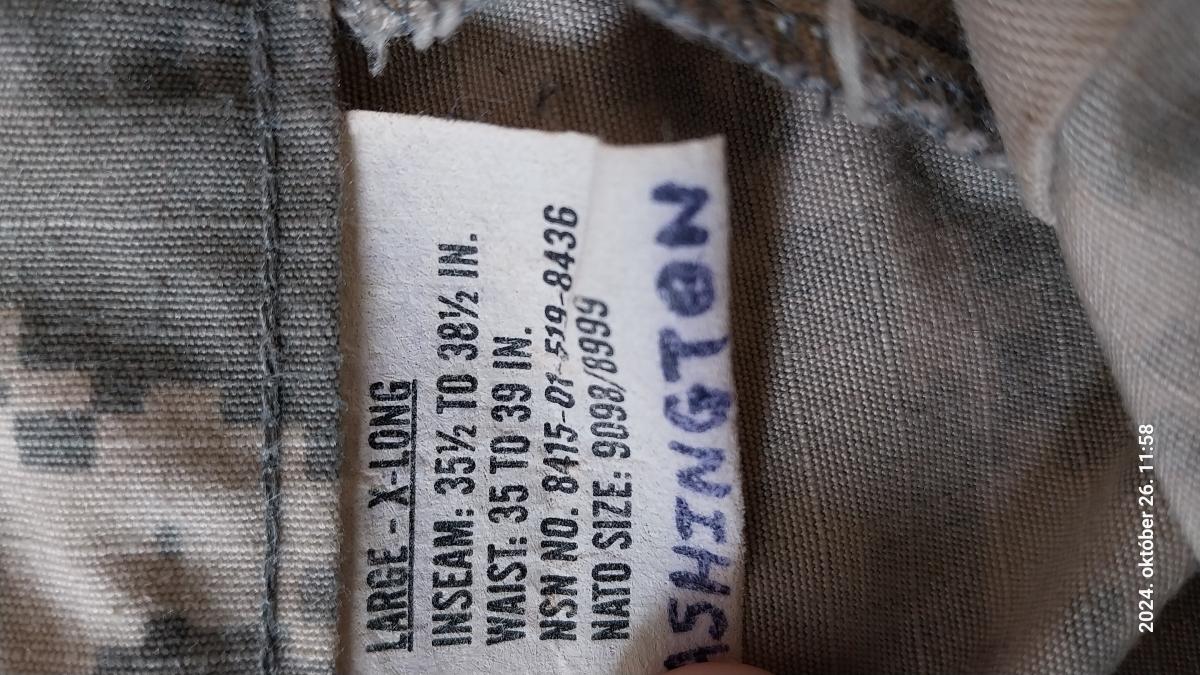 LARGE - X-LONG
INSEAM: 35½ TO 38½ IN.
WAIST: 35 TO 39 IN.
NSN NO. 8415-01-519-8436
NATO SIZE: 9098/8999
ASHINGTON
2024. október 26. 11:58